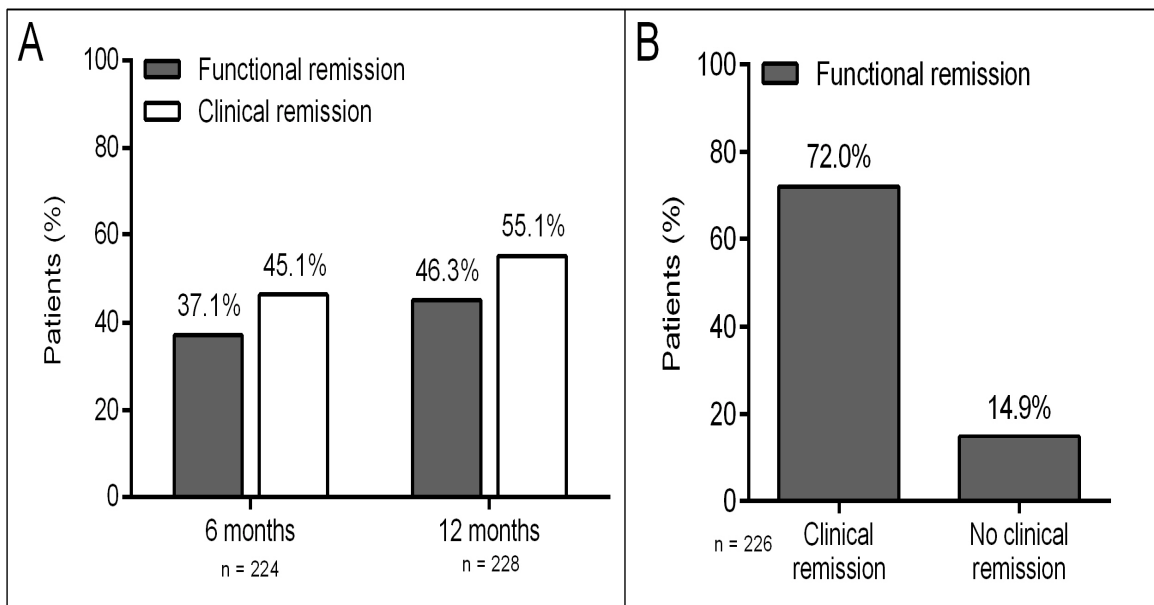 A
100
80
60
40
20
0
Patients (%)
Functional remission
Clinical remission
37.1%
45.1%
46.3%
55.1%
6 months
12 months
n = 224
n = 228
B
100
80
60
40
20
0
Patients (%)
Functional remission
72.0%
14.9%
n = 226
Clinical
remission
No clinical
remission